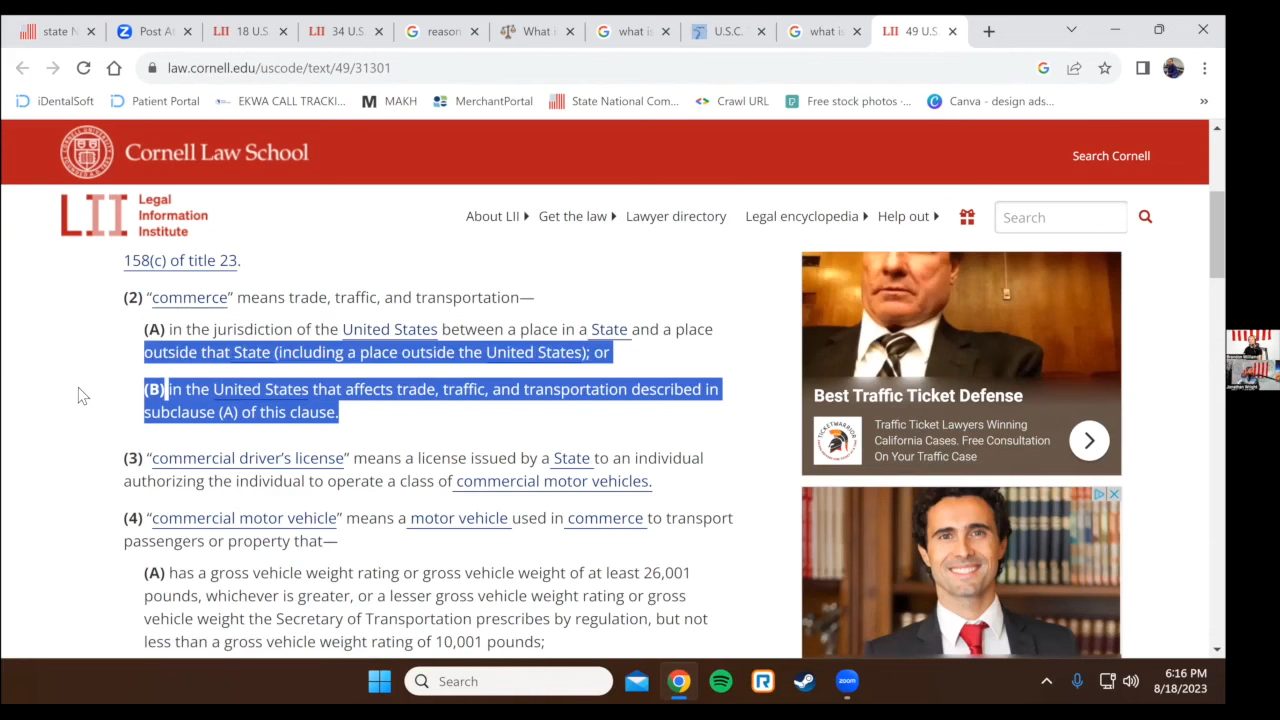 state N
Post A
LII 18 U.S
LII 34 U.S
reason
What
what is
U.S.C.
what is
LII 49 U.S
law.cornell.edu/uscode/text/49/31301
iDentalSoft
Patient Portal
EKWA CALL TRACKI...
M MAKH
MerchantPortal
State National Com...
Crawl URL
Free stock photos -...
Canva - design ads...
»
Cornell Law School
Search Cornell
LII Legal
Information
Institute
About LII
Get the law
Lawyer directory
Legal encyclopedia
Help out
Search
158(c) of title 23.
(2) “commerce” means trade, traffic, and transportation—
(A) in the jurisdiction of the United States between a place in a State and a place
outside that State (including a place outside the United States); or
(B) in the United States that affects trade, traffic, and transportation described in
subclause (A) of this clause.
(3) “commercial driver’s license” means a license issued by a State to an individual
authorizing the individual to operate a class of commercial motor vehicles.
(4) “commercial motor vehicle” means a motor vehicle used in commerce to transport
passengers or property that—
(A) has a gross vehicle weight rating or gross vehicle weight of at least 26,001
pounds, whichever is greater, or a lesser gross vehicle weight rating or gross
vehicle weight the Secretary of Transportation prescribes by regulation, but not
less than a gross vehicle weight rating of 10,001 pounds;
Best Traffic Ticket Defense
TICKETWARRIOR
Traffic Ticket Lawyers Winning
California Cases. Free Consultation
On Your Traffic Case
Jonathan Wright
Search
zoom
6:16 PM
8/18/2023